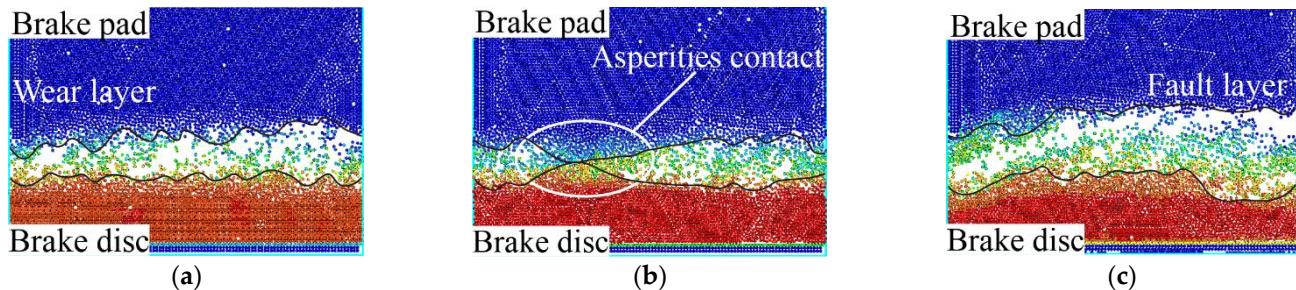 Brake pad
Wear layer
Brake disc
(a)
Brake pad
Asperities contact
Brake disc
(b)
Brake pad
Fault layer
Brake disc
(c)